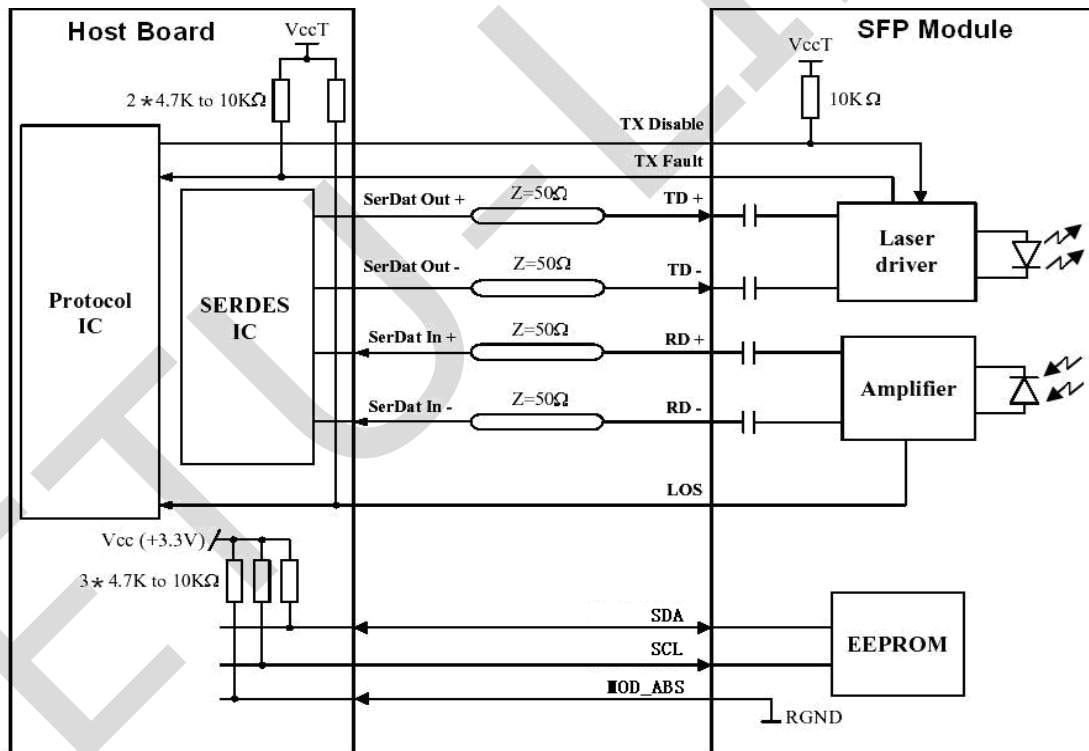 Host Board
SFP Module
VccT
VccT
2*4.7K to 10KΩ
10KΩ
TX Disable
TX Fault
SerDat Out +
Z=50Ω
TD +
SerDat Out -
Z=50Ω
TD -
Laser driver
Protocol IC
SERDES IC
SerDat In +
Z=50Ω
RD +
SerDat In -
Z=50Ω
RD -
Amplifier
LOS
Vcc (+3.3V)
3*4.7K to 10KΩ
SDA
SCL
MOD_ABS
EEPROM
RGND